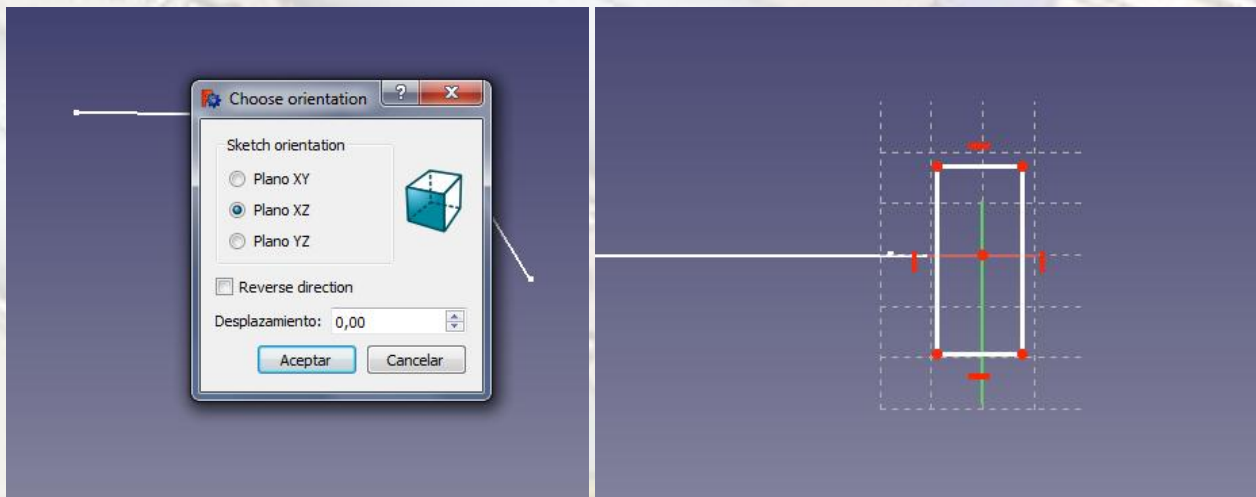 Choose orientation
Sketch orientation
Plano XY
Plano XZ
Plano YZ
Reverse direction
Desplazamiento: 0,00
Aceptar Cancelar